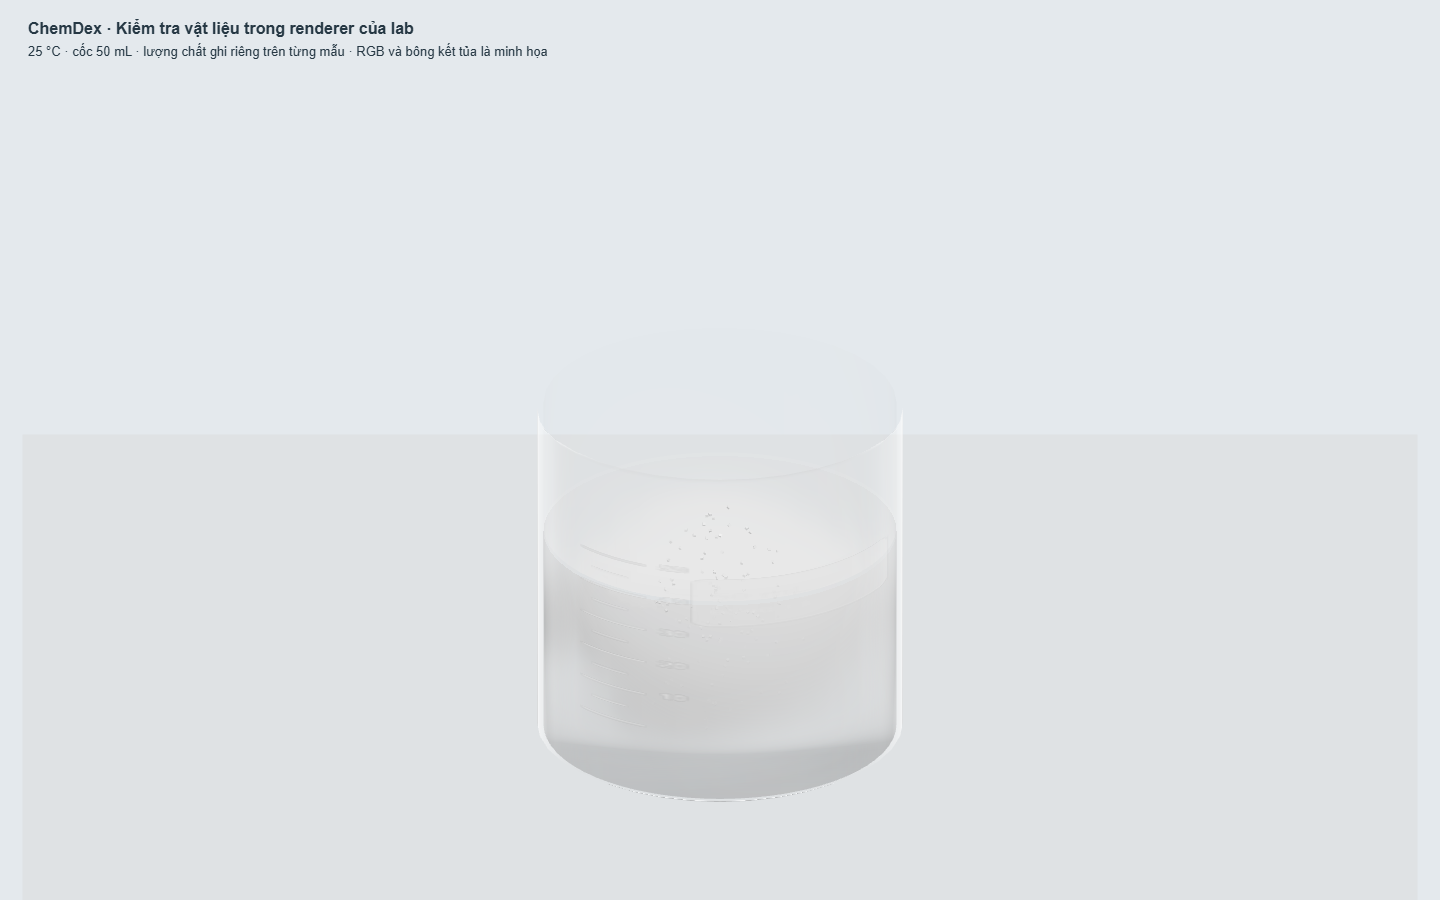 ChemDex · Kiểm tra vật liệu trong renderer của lab
25 °C · cốc 50 mL · lượng chất ghi riêng trên từng mẫu · RGB và bông kết tủa là minh họa